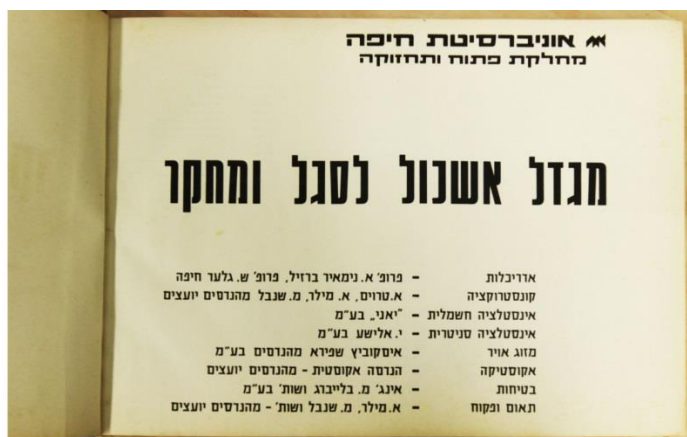 אוניברסיטת חיפה
מחלקת פתוח ותחזוקה
מגדל אשכול לסגל ומחקר
אדריכלות - פרופ' א. נימאיר ברזיל, פרופ' ש. גלעד חיפה
קונסטרוקציה - א.טרוים, א. מילר, מ.שנבל מהנדסים יועצים
אינסטלציה חשמלית - "יאני" בע"מ
אינסטלציה סניטרית - י.אלישע בע"מ
מזוג אויר - איסקוביץ שפירא מהנדסים בע"מ
אקוסטיקה - הנדסה אקוסטית - מהנדסים יועצים
בטיחות - אינג' מ. בלייברג ושות' בע"מ
תאום ופקוח - א.מילר, מ.שנבל ושות' - מהנדסים יועצים